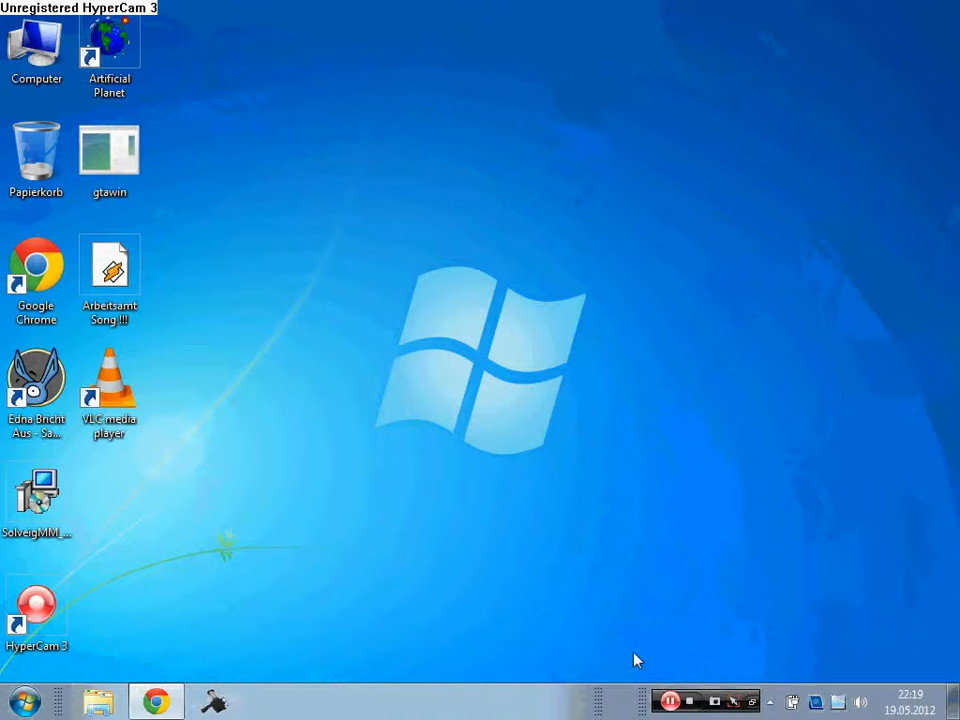 Unregistered HyperCam 3
Computer
Artificial
Planet
Papierkorb
gtawin
Google
Chrome
Arbeitsamt
Song !!!
Edna Bricht
Aus - Sa...
VLC media
player
SolveigMM_...
HyperCam 3
22:19
19.05.2012